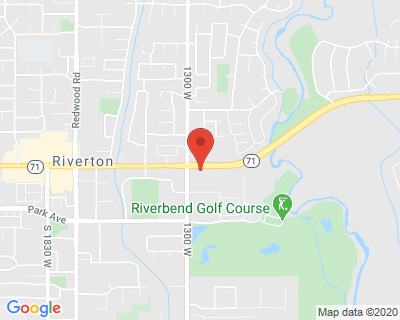 Redwood Rd
1300 W
71
Riverton
71
Park Ave
Riverbend Golf Course
S 1830 W
1300 W
Google
Map data ©2020